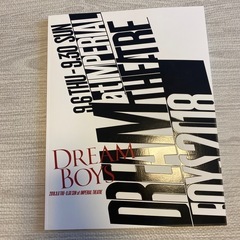 9.6 THU-9.30 SUN
at IMPERIAL
THEATRE
DREAM
BOYS 2018
DREAM
BOYS
2018.9.6 THU - 9.30 SUN at IMPERIAL THEATRE